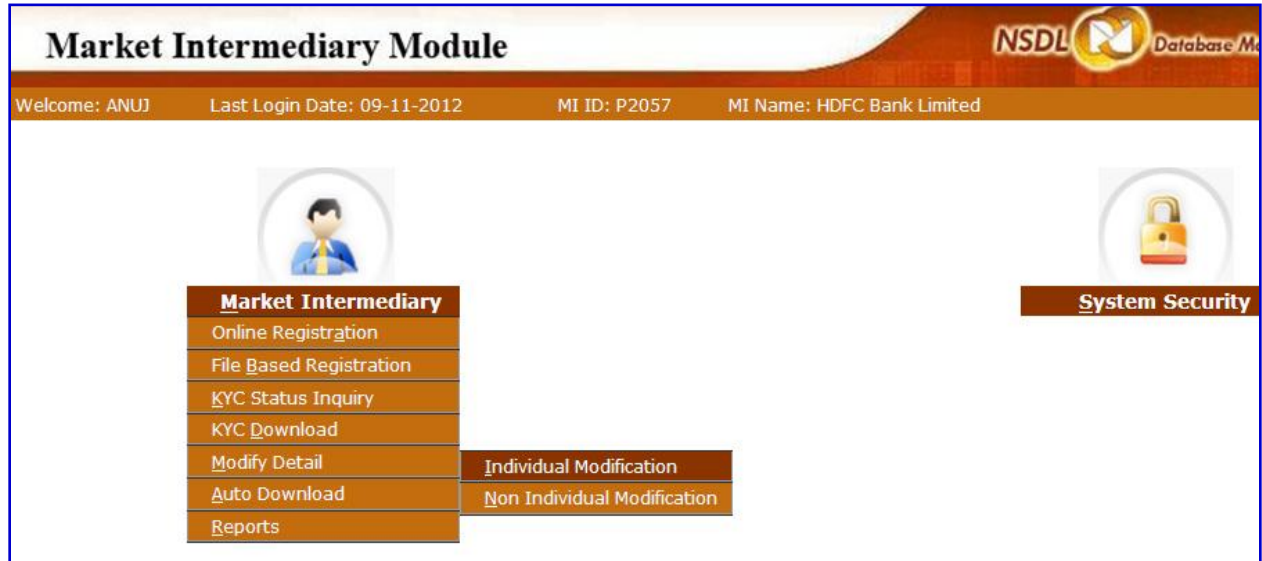 Market Intermediary Module
NSDL Database
Welcome: ANUJ Last Login Date: 09-11-2012 MI ID: P2057 MI Name: HDFC Bank Limited
Market Intermediary
System Security
Online Registration
File Based Registration
KYC Status Inquiry
KYC Download
Modify Detail
Individual Modification
Auto Download
Non Individual Modification
Reports